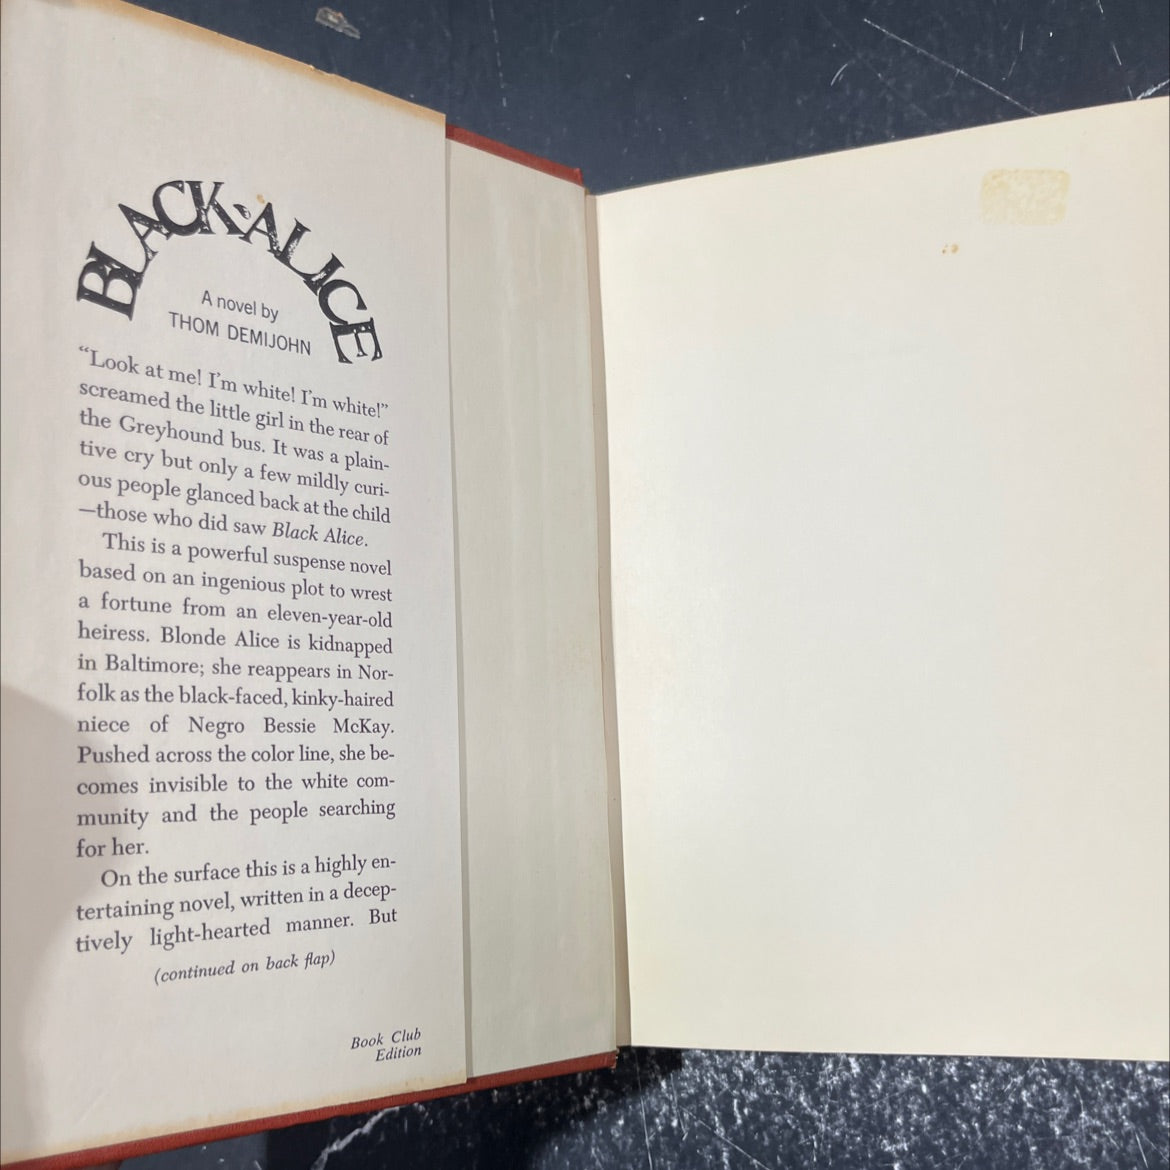 BLACK·ALICE
A novel by
THOM DEMIJOHN
“Look at me! I’m white! I’m white!”
screamed the little girl in the rear of
the Greyhound bus. It was a plain-
tive cry but only a few mildly curi-
ous people glanced back at the child
—those who did saw Black Alice.
This is a powerful suspense novel
based on an ingenious plot to wrest
a fortune from an eleven-year-old
heiress. Blonde Alice is kidnapped
in Baltimore; she reappears in Nor-
folk as the black-faced, kinky-haired
niece of Negro Bessie McKay.
Pushed across the color line, she be-
comes invisible to the white com-
munity and the people searching
for her.
On the surface this is a highly en-
tertaining novel, written in a decep-
tively light-hearted manner. But
(continued on back flap)
Book Club
Edition